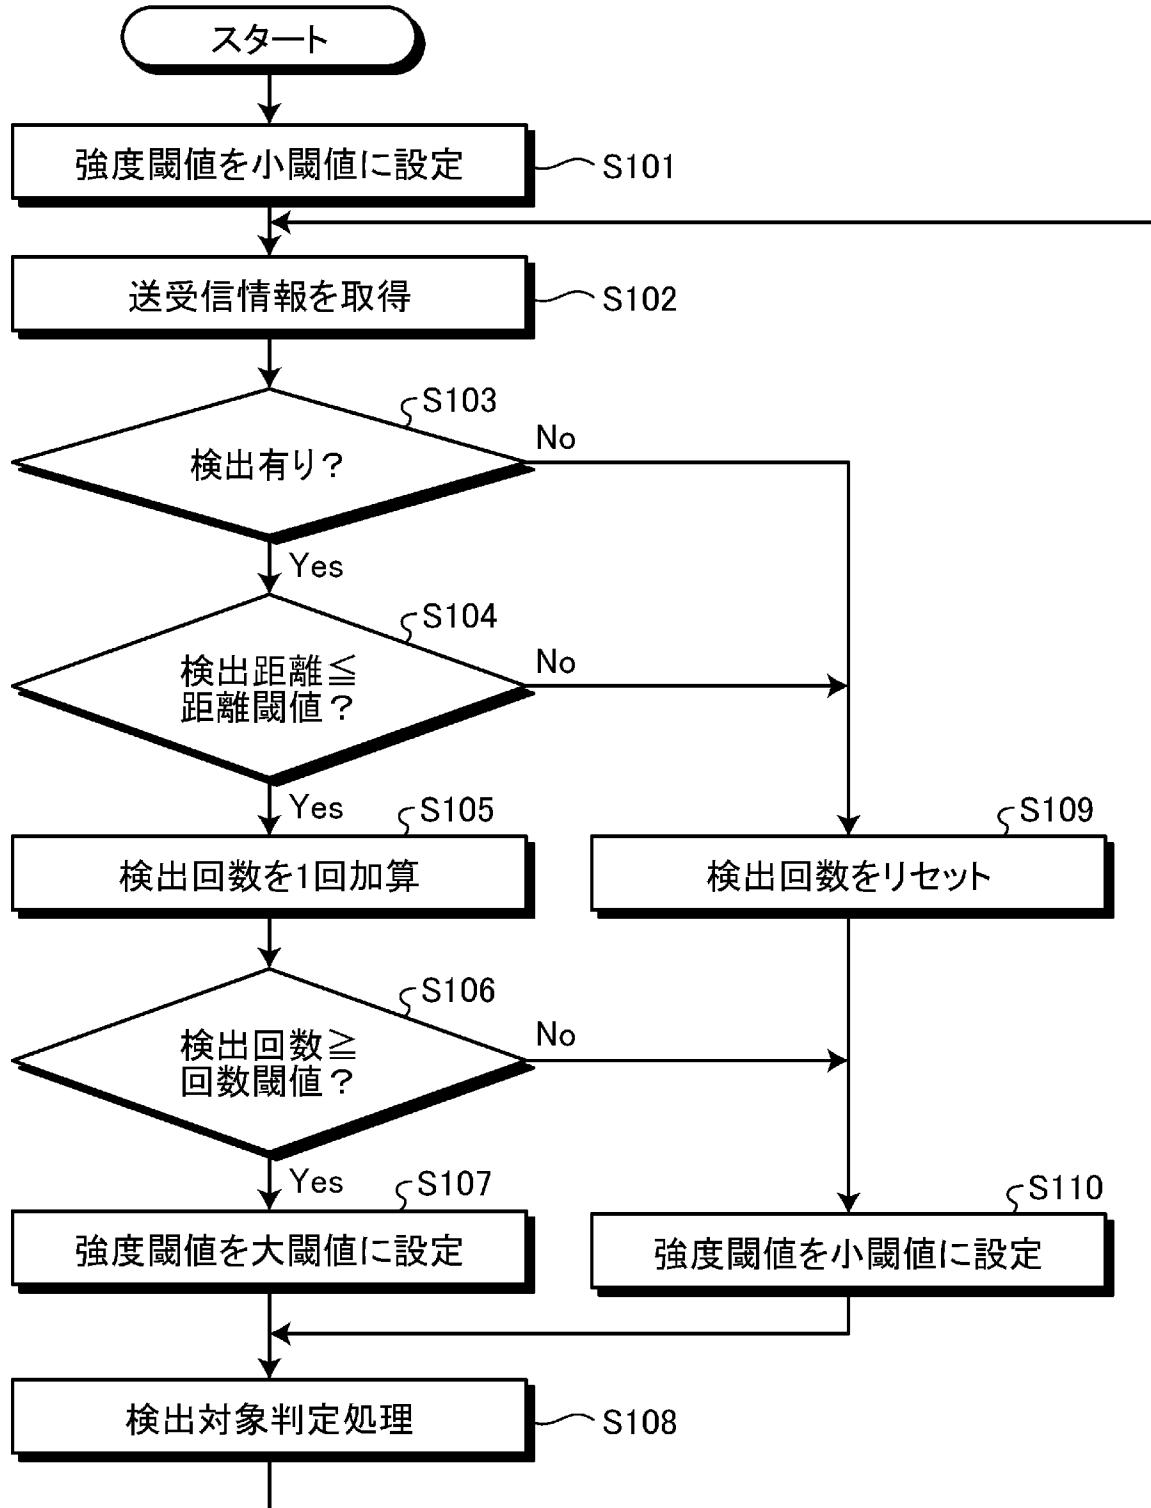 スタート
強度閾値を小閾値に設定
S101
送受信情報を取得
S102
S103
検出有り？
No
Yes
S104
検出距離≦
距離閾値？
No
Yes
S105
検出回数を1回加算
S109
検出回数をリセット
S106
検出回数≧
回数閾値？
No
Yes
S107
強度閾値を大閾値に設定
S110
強度閾値を小閾値に設定
検出対象判定処理
S108